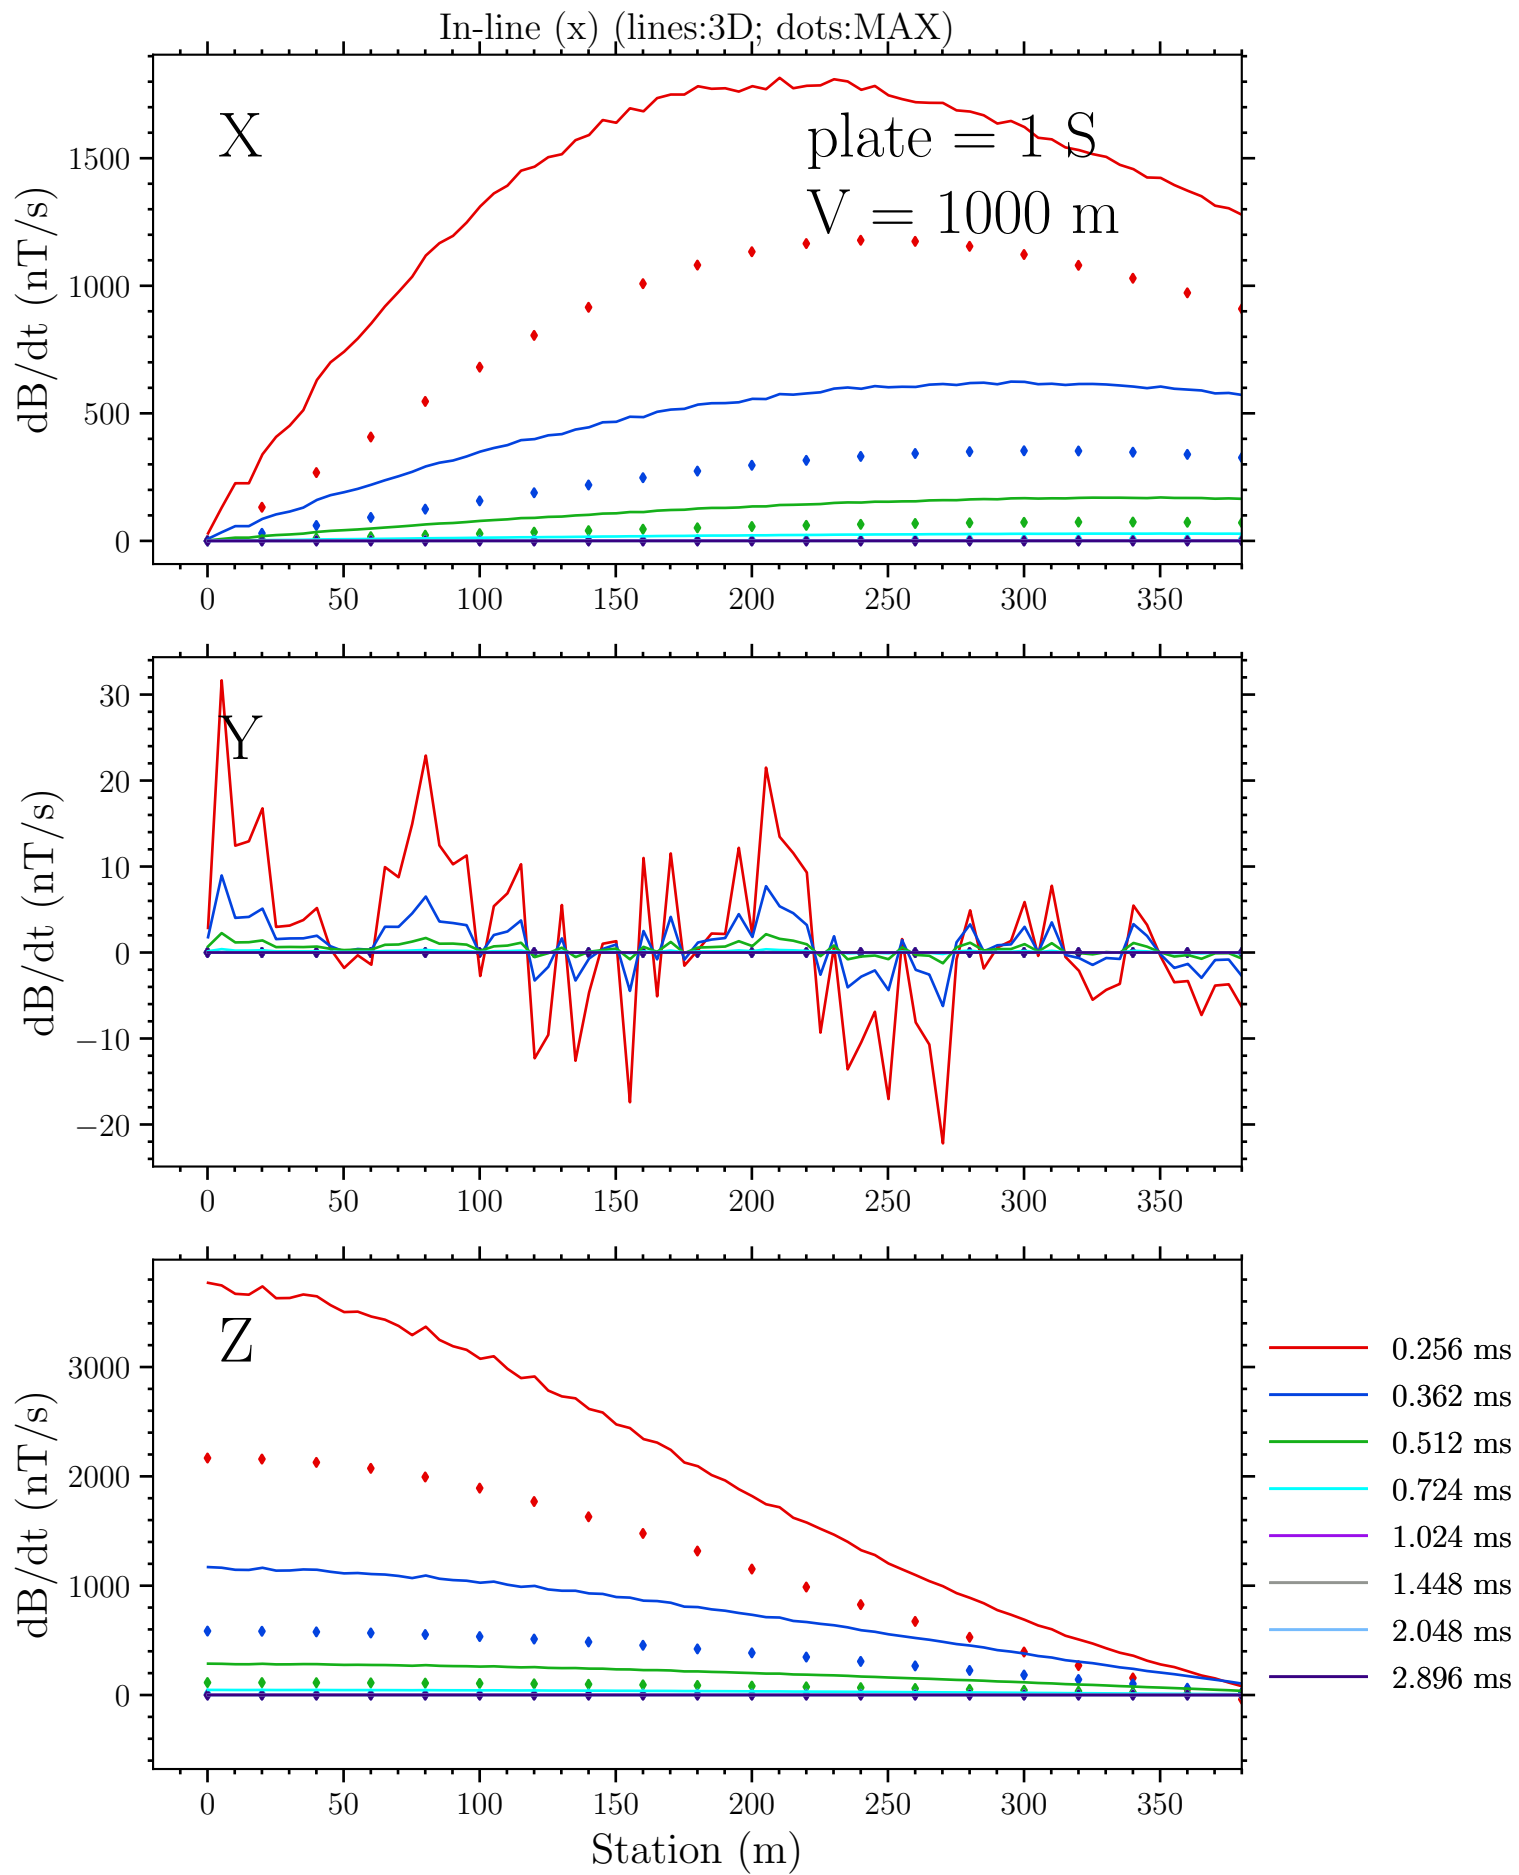 In-line (x) (lines:3D; dots:MAX)
X
plate = 1 S
V = 1000 m
dB/dt (nT/s)
1500
1000
500
0
0 50 100 150 200 250 300 350
Y
dB/dt (nT/s)
30
20
10
0
−10
−20
0 50 100 150 200 250 300 350
Z
dB/dt (nT/s)
3000
2000
1000
0
0 50 100 150 200 250 300 350
Station (m)
0.256 ms
0.362 ms
0.512 ms
0.724 ms
1.024 ms
1.448 ms
2.048 ms
2.896 ms